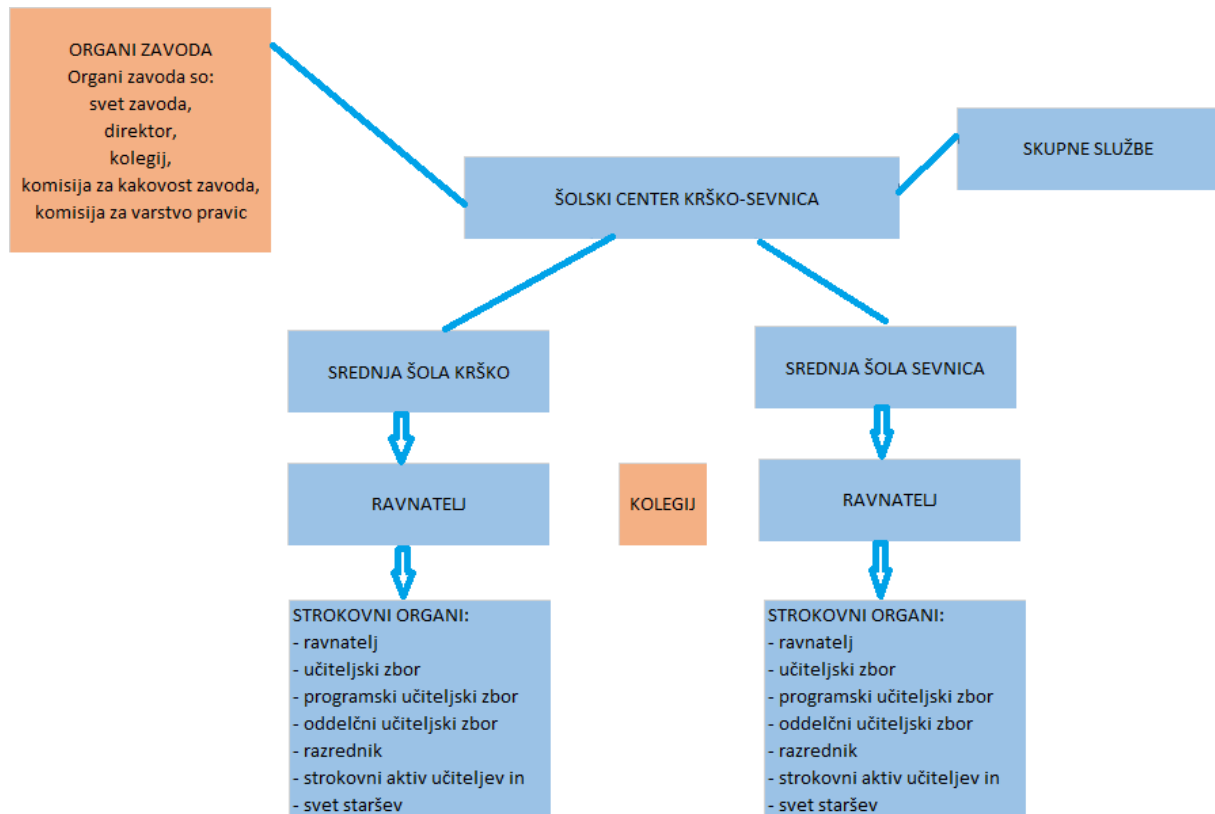 ORGANI ZAVODA
Organi zavoda so:
svet zavoda,
direktor,
kolegij,
komisija za kakovost zavoda,
komisija za varstvo pravic
SKUPNE SLUŽBE
ŠOLSKI CENTER KRŠKO-SEVNICA
SREDNJA ŠOLA KRŠKO
SREDNJA ŠOLA SEVNICA
RAVNATELJ
KOLEGIJ
RAVNATELJ
STROKOVNI ORGANI:
- ravnatelj
- učiteljski zbor
- programski učiteljski zbor
- oddelčni učiteljski zbor
- razrednik
- strokovni aktiv učiteljev in
- svet staršev
STROKOVNI ORGANI:
- ravnatelj
- učiteljski zbor
- programski učiteljski zbor
- oddelčni učiteljski zbor
- razrednik
- strokovni aktiv učiteljev in
- svet staršev